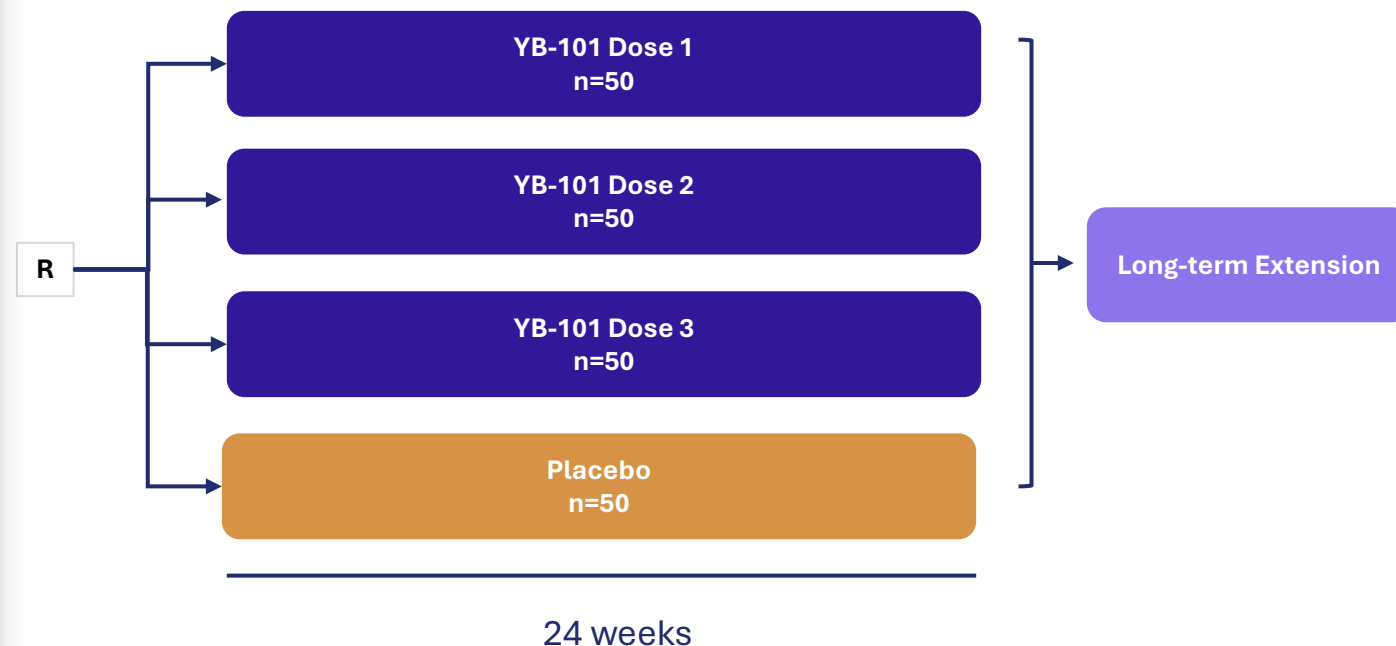 YB-101 Dose 1
n=50
YB-101 Dose 2
n=50
R
Long-term Extension
YB-101 Dose 3
n=50
Placebo
n=50
24 weeks